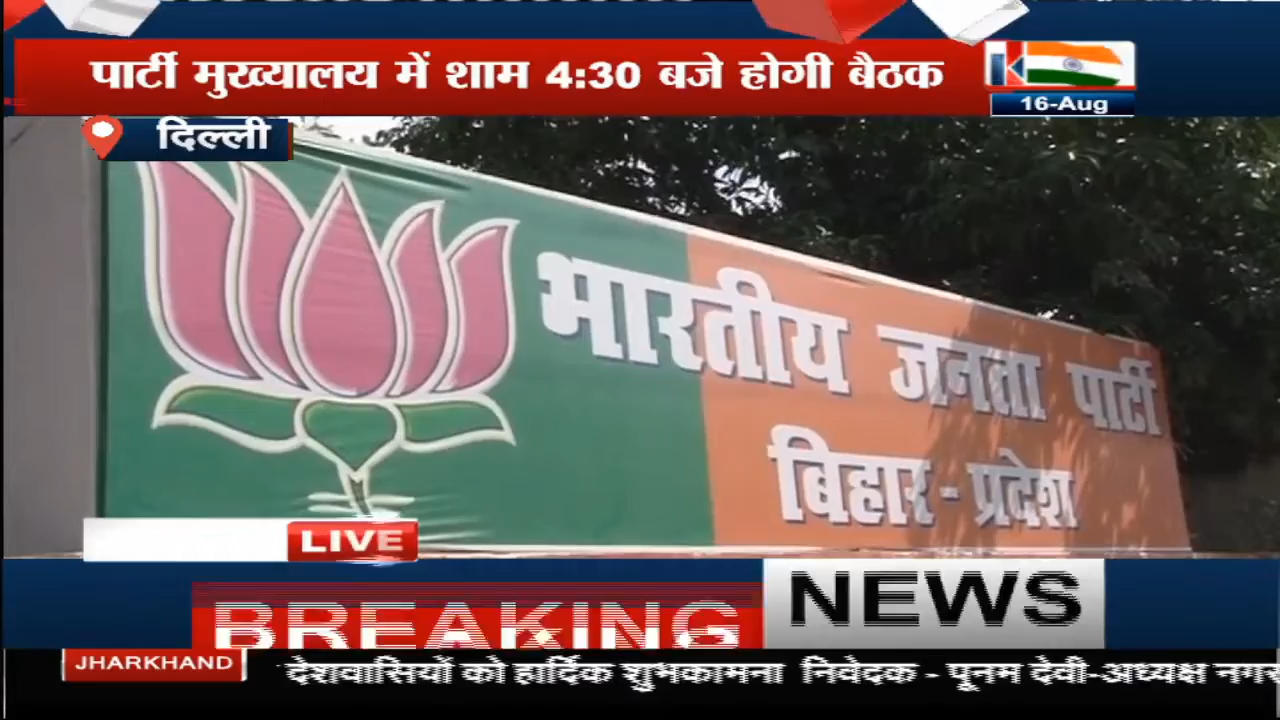 पार्टी मुख्यालय में शाम 4:30 बजे होगी बैठक
K
16-Aug
दिल्ली
भारतीय जनता पार्टी
बिहार-प्रदेश
LIVE
BREAKING
NEWS
JHARKHAND
देशवासियों को हार्दिक शुभकामना निवेदक - पूनम देवी-अध्यक्ष नगर